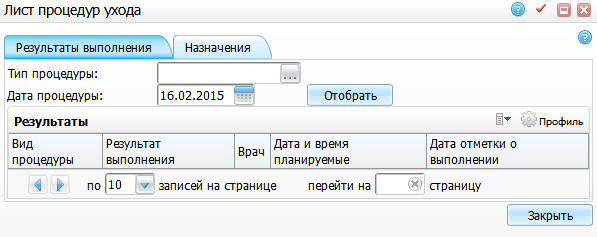 Лист процедур ухода
Результаты выполнения Назначения
Тип процедуры:
Дата процедуры: 16.02.2015 Отобрать
Результаты Профиль
Вид процедуры Результат выполнения Врач Дата и время планируемые Дата отметки о выполнении
по 10 записей на странице перейти на страницу
Закрыть